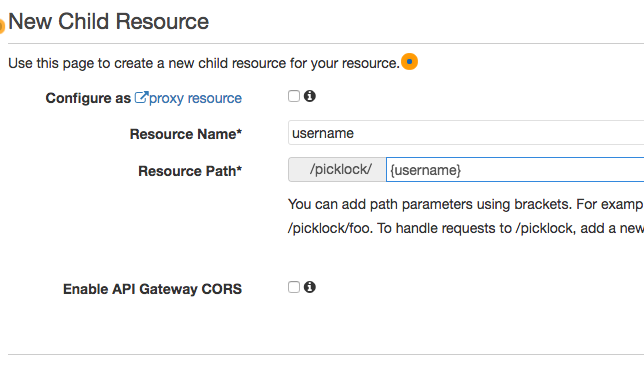 New Child Resource
Use this page to create a new child resource for your resource.
Configure as proxy resource
Resource Name* username
Resource Path* /picklock/ {username}
You can add path parameters using brackets. For examp
/picklock/foo. To handle requests to /picklock, add a new
Enable API Gateway CORS